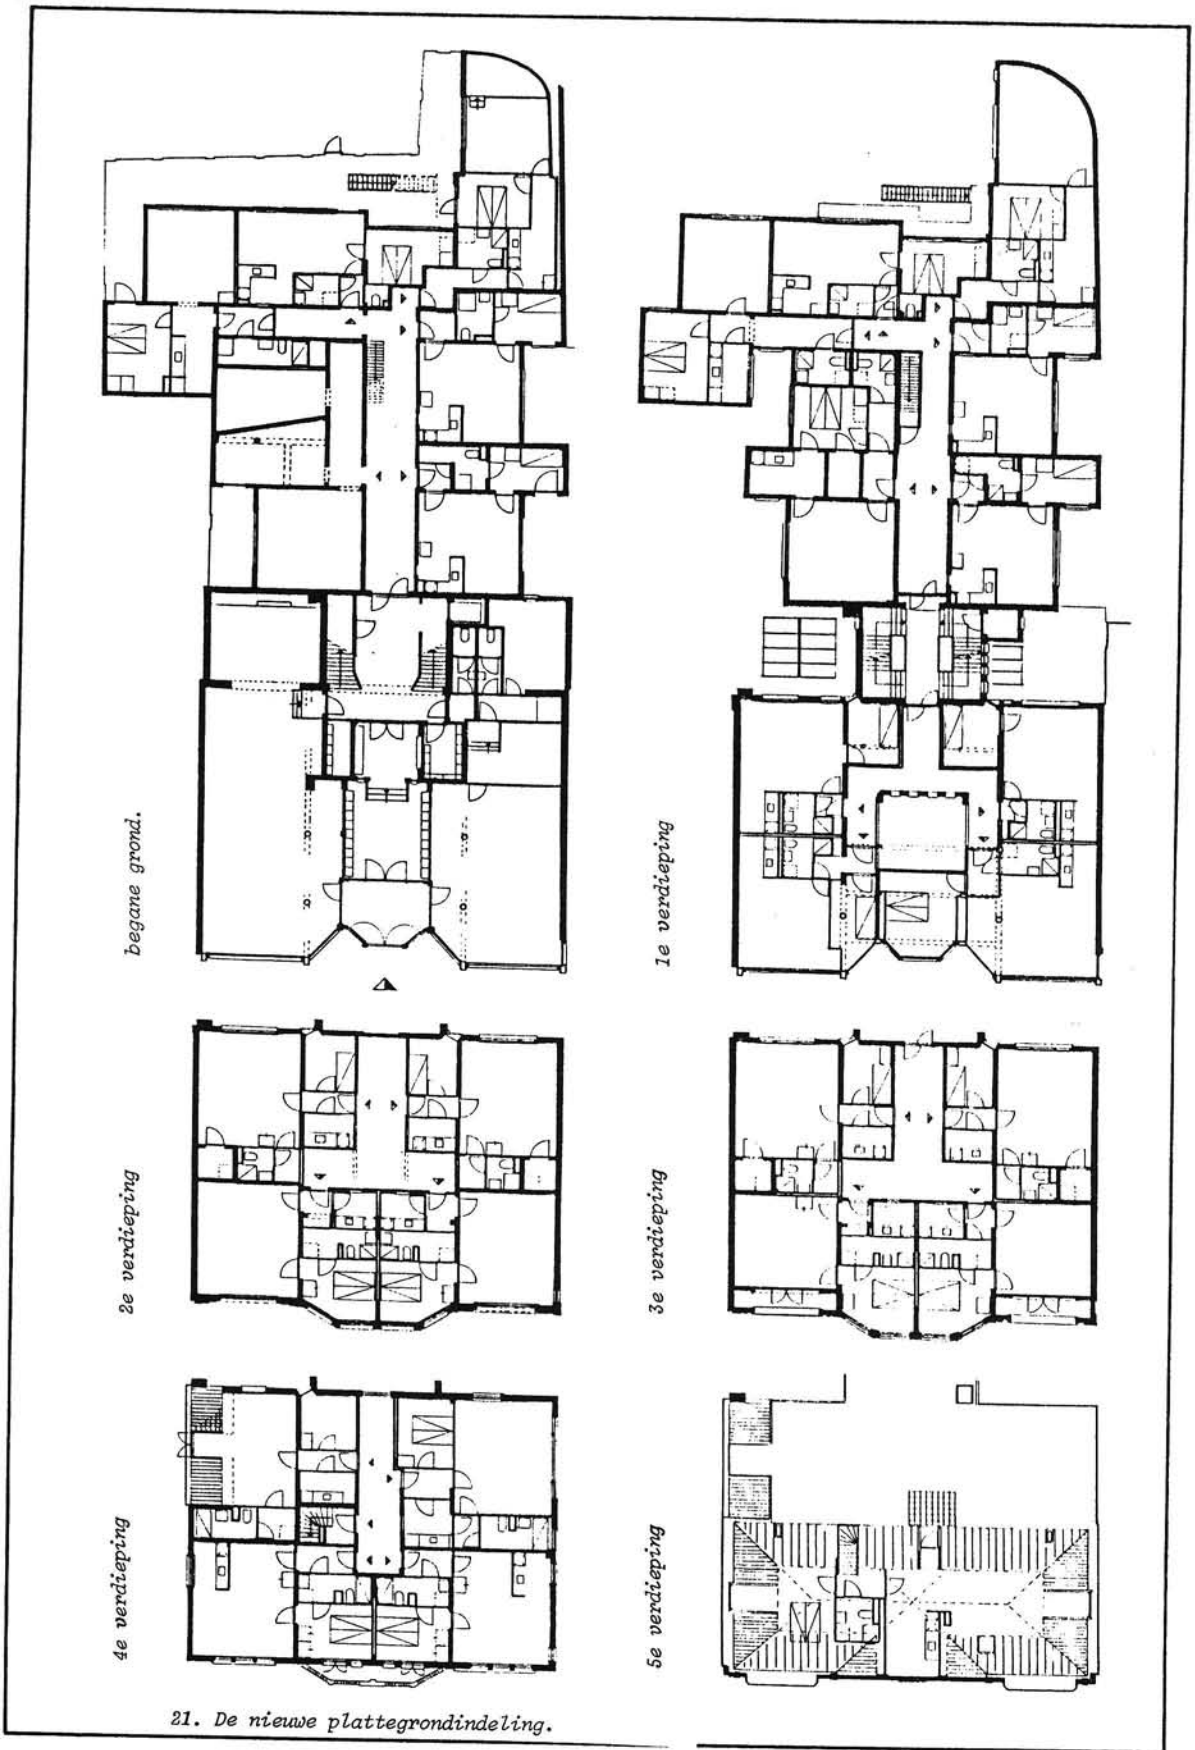 begane grond.
1e verdieping
2e verdieping
3e verdieping
4e verdieping
5e verdieping
21. De nieuwe plattegrondindeling.